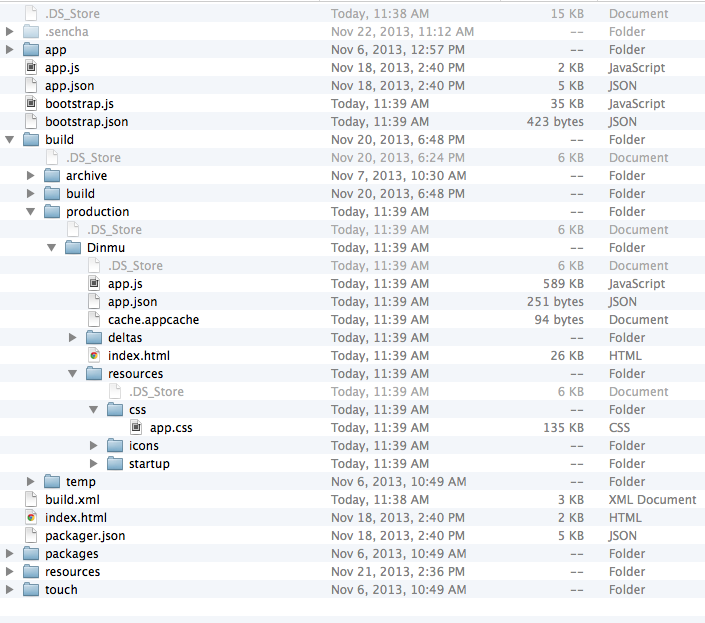 .DS_Store Today, 11:38 AM 15 KB Document
.sencha Nov 22, 2013, 11:12 AM -- Folder
app Nov 6, 2013, 12:57 PM -- Folder
app.js Nov 18, 2013, 2:40 PM 2 KB JavaScript
app.json Nov 18, 2013, 2:40 PM 5 KB JSON
bootstrap.js Today, 11:39 AM 35 KB JavaScript
bootstrap.json Today, 11:39 AM 423 bytes JSON
build Nov 20, 2013, 6:48 PM -- Folder
.DS_Store Nov 20, 2013, 6:24 PM 6 KB Document
archive Nov 7, 2013, 10:30 AM -- Folder
build Nov 20, 2013, 6:48 PM -- Folder
production Today, 11:39 AM -- Folder
.DS_Store Today, 11:39 AM 6 KB Document
Dinmu Today, 11:39 AM -- Folder
.DS_Store Today, 11:39 AM 6 KB Document
app.js Today, 11:39 AM 589 KB JavaScript
app.json Today, 11:39 AM 251 bytes JSON
cache.appcache Today, 11:39 AM 94 bytes Document
deltas Today, 11:39 AM -- Folder
index.html Today, 11:39 AM 26 KB HTML
resources Today, 11:39 AM -- Folder
.DS_Store Today, 11:39 AM 6 KB Document
css Today, 11:39 AM -- Folder
app.css Today, 11:39 AM 135 KB CSS
icons Today, 11:39 AM -- Folder
startup Today, 11:39 AM -- Folder
temp Nov 6, 2013, 10:49 AM -- Folder
build.xml Today, 11:38 AM 3 KB XML Document
index.html Nov 18, 2013, 2:40 PM 2 KB HTML
packager.json Nov 18, 2013, 2:40 PM 5 KB JSON
packages Nov 6, 2013, 10:49 AM -- Folder
resources Nov 21, 2013, 2:36 PM -- Folder
touch Nov 6, 2013, 10:49 AM -- Folder